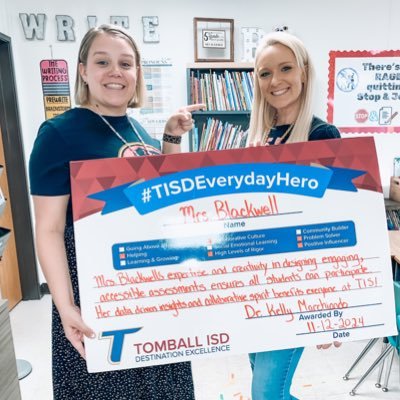 WRITE
THE
WRITING
PROCESS
PREWRITE
There's
quitting
Stop & J
#TISDEverydayHero
Mrs. Blackwell
Name
Going Above
Helping
Learning & Growing
Collaborative Culture
Social Emotional Learning
High Levels of Rigor
Community Builder
Problem Solver
Positive Influencer
Mrs. Blackwell's expertise and creativity in designing engaging,
accessible assessments ensures all students can participate.
Her data driven insights and collaborative spirit benefits everyone at TIS!
Dr. Kelly Marchiando
Awarded By
11-12-2024
Date
TOMBALL ISD
DESTINATION EXCELLENCE